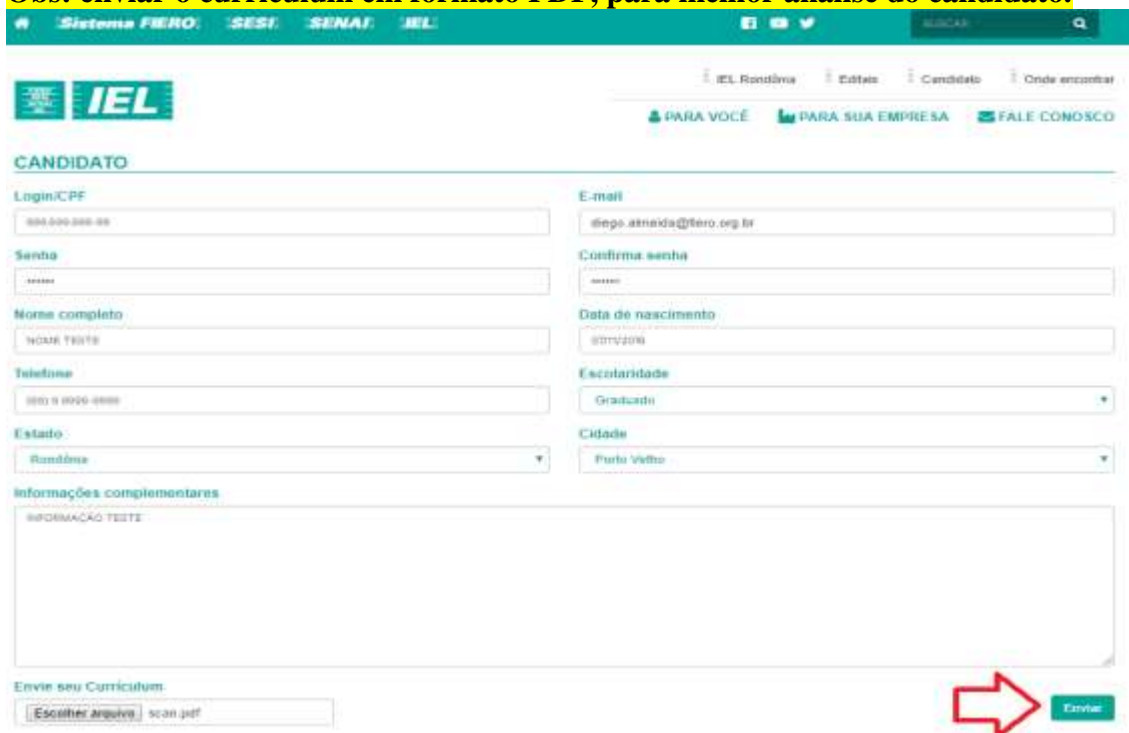 Obs: enviar o curriculum em formato PDF, para melhor análise do candidato.
Sistema FIERO SESI SENAI IEL
BUSCAR
IEL Rondônia Editais Candidato Onde encontrar
IEL
PARA VOCÊ PARA SUA EMPRESA FALE CONOSCO
CANDIDATO
Login/CPF E-mail
diego.almeida@fiero.org.br
Senha Confirma senha
****** ******
Nome completo Data de nascimento
NOME TESTE
Telefone Escolaridade
Graduado
Estado Cidade
Rondônia Porto Velho
Informações complementares
INFORMAÇÃO TESTE
Envie seu Curriculum
Escolher arquivo scan.pdf
Enviar